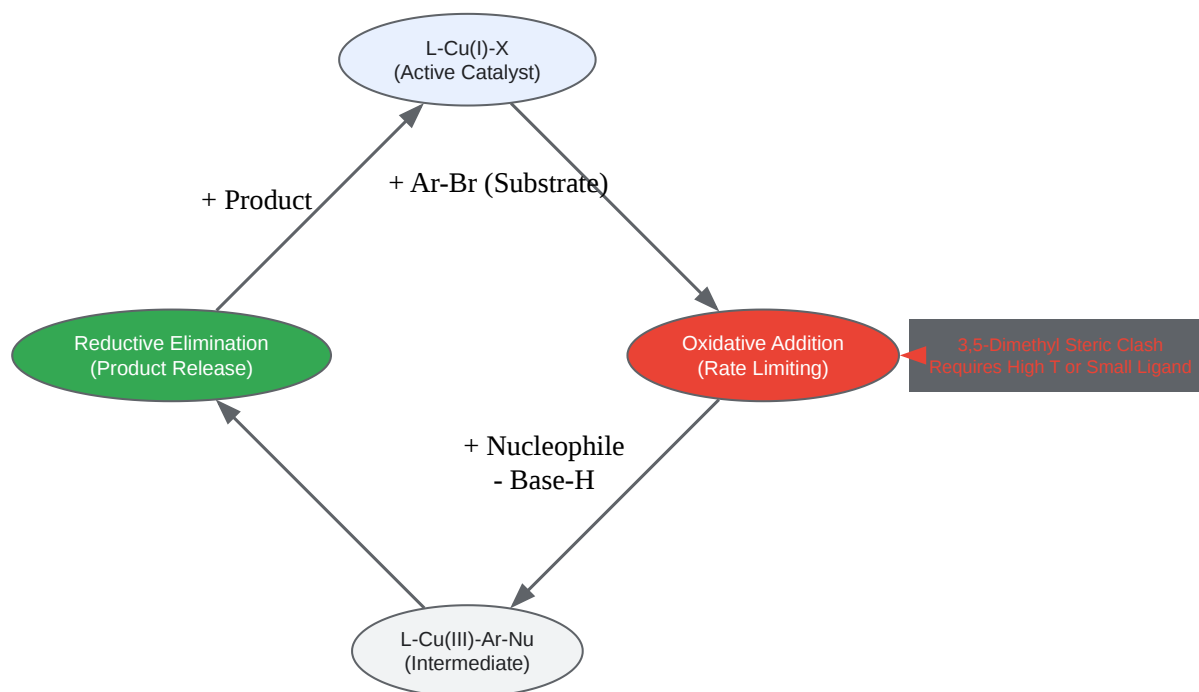 L-Cu(I)-X
(Active Catalyst)
+ Product
+ Ar-Br (Substrate)
Reductive Elimination
(Product Release)
Oxidative Addition
(Rate Limiting)
3,5-Dimethyl Steric Clash
Requires High T or Small Ligand
+ Nucleophile
- Base-H
L-Cu(III)-Ar-Nu
(Intermediate)